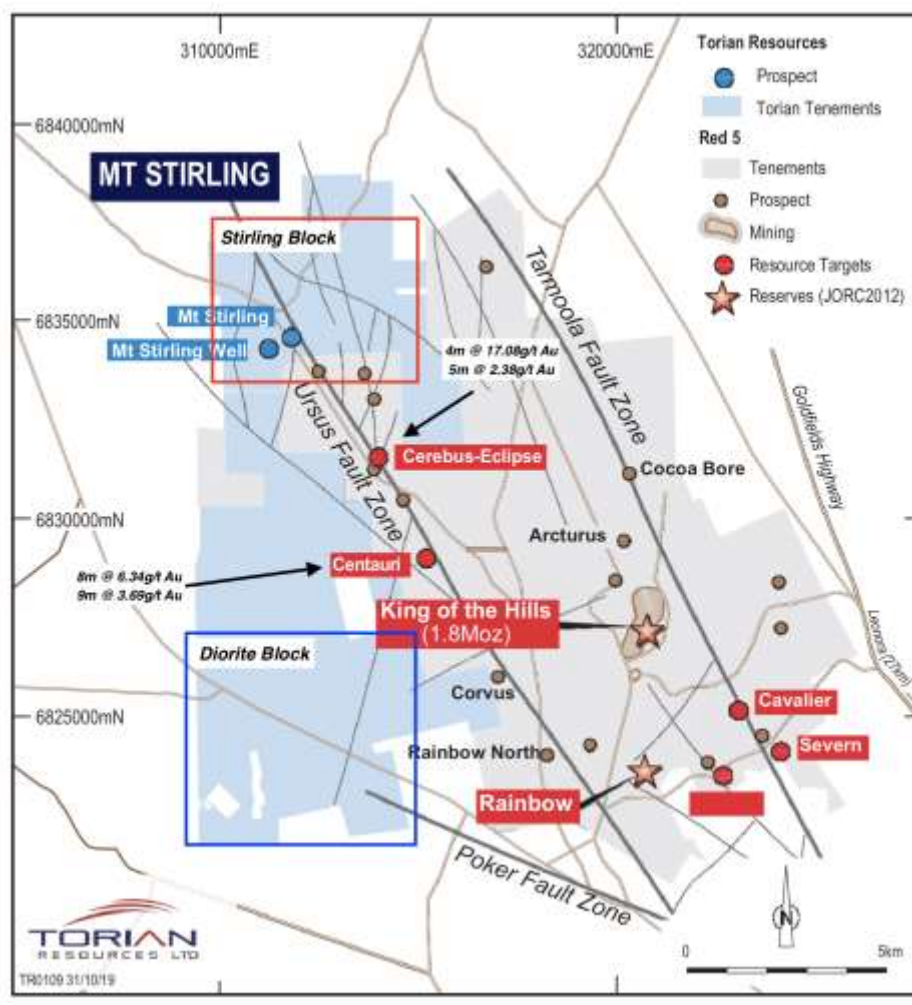 310000mE
320000mE
6840000mN
6835000mN
6830000mN
6825000mN
Torian Resources
Prospect
Torian Tenements
Red 5
Tenements
Prospect
Mining
Resource Targets
Reserves (JORC2012)
MT STIRLING
Stirling Block
Mt Stirling
Mt Stirling Well
4m @ 17.08g/t Au
5m @ 2.38g/t Au
Tarmoola Fault Zone
Ursus Fault Zone
Goldfields Highway
Cerebus-Eclipse
Cocoa Bore
Arcturus
Centauri
8m @ 6.34g/t Au
9m @ 3.69g/t Au
King of the Hills
(1.8Moz)
Leonora (27km)
Diorite Block
Corvus
Cavalier
Severn
Rainbow North
Rainbow
Poker Fault Zone
N
0 5km
TORIAN
RESOURCES LTD
TR0109 31/10/19